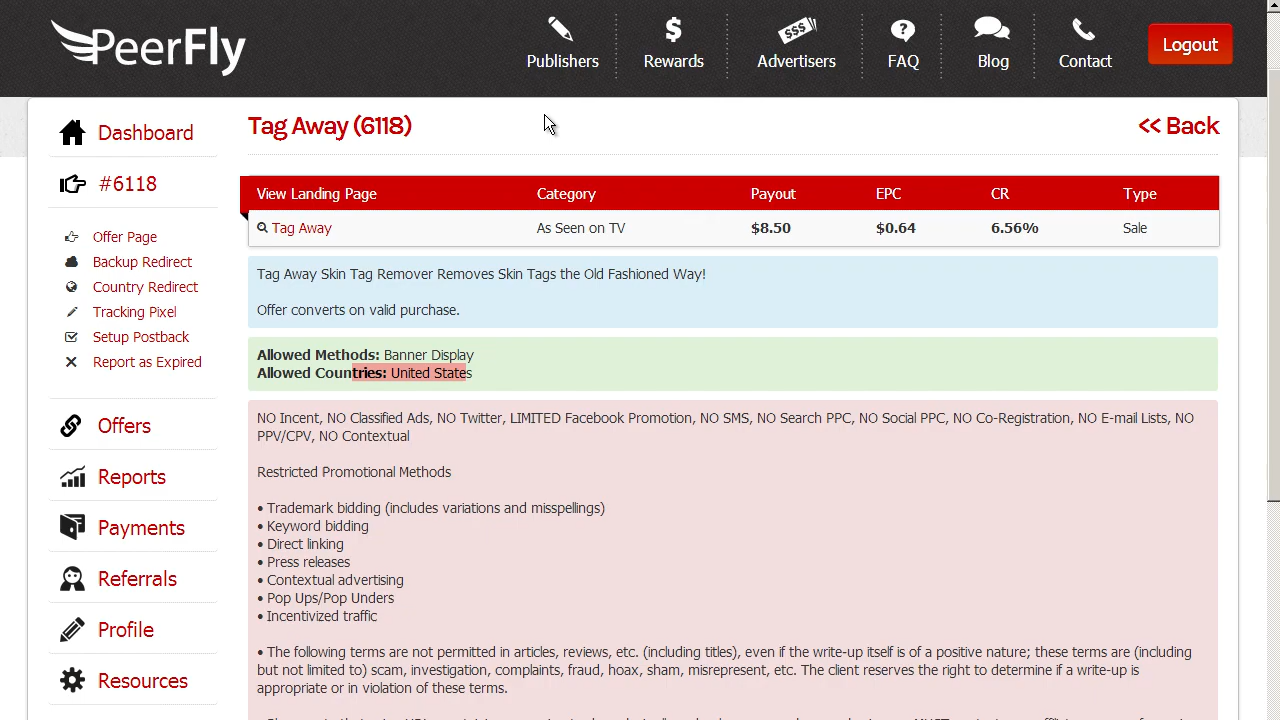 PeerFly
Publishers
Rewards
$$$
Advertisers
FAQ
Blog
Contact
Logout
Dashboard
#6118
Offer Page
Backup Redirect
Country Redirect
Tracking Pixel
Setup Postback
Report as Expired
Offers
Reports
Payments
Referrals
Profile
Resources
Tag Away (6118)
<< Back
View Landing Page Category Payout EPC CR Type
Tag Away As Seen on TV $8.50 $0.64 6.56% Sale
Tag Away Skin Tag Remover Removes Skin Tags the Old Fashioned Way!
Offer converts on valid purchase.
Allowed Methods: Banner Display
Allowed Countries: United States
NO Incent, NO Classified Ads, NO Twitter, LIMITED Facebook Promotion, NO SMS, NO Search PPC, NO Social PPC, NO Co-Registration, NO E-mail Lists, NO
PPV/CPV, NO Contextual
Restricted Promotional Methods
• Trademark bidding (includes variations and misspellings)
• Keyword bidding
• Direct linking
• Press releases
• Contextual advertising
• Pop Ups/Pop Unders
• Incentivized traffic
• The following terms are not permitted in articles, reviews, etc. (including titles), even if the write-up itself is of a positive nature; these terms are (including
but not limited to) scam, investigation, complaints, fraud, hoax, sham, misrepresent, etc. The client reserves the right to determine if a write-up is
appropriate or in violation of these terms.